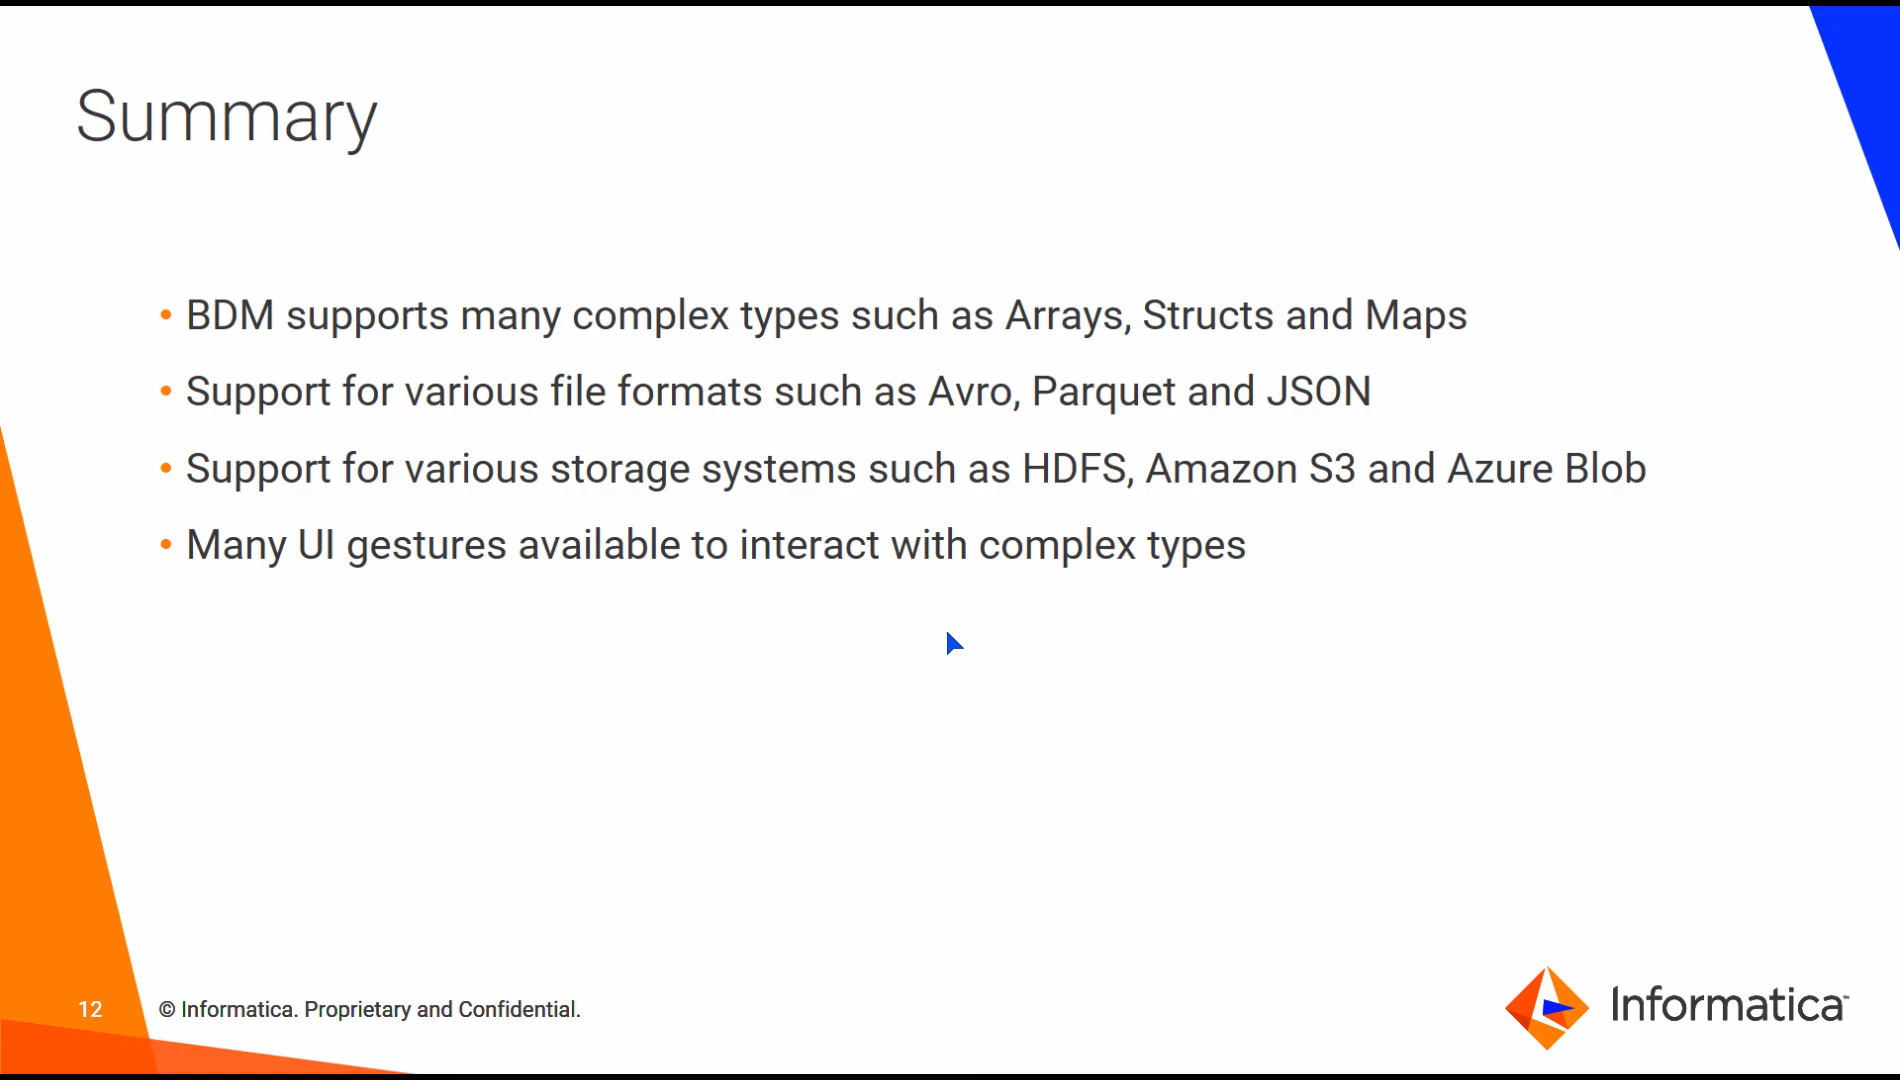 Summary
• BDM supports many complex types such as Arrays, Structs and Maps
• Support for various file formats such as Avro, Parquet and JSON
• Support for various storage systems such as HDFS, Amazon S3 and Azure Blob
• Many UI gestures available to interact with complex types
12 © Informatica. Proprietary and Confidential.
Informatica™